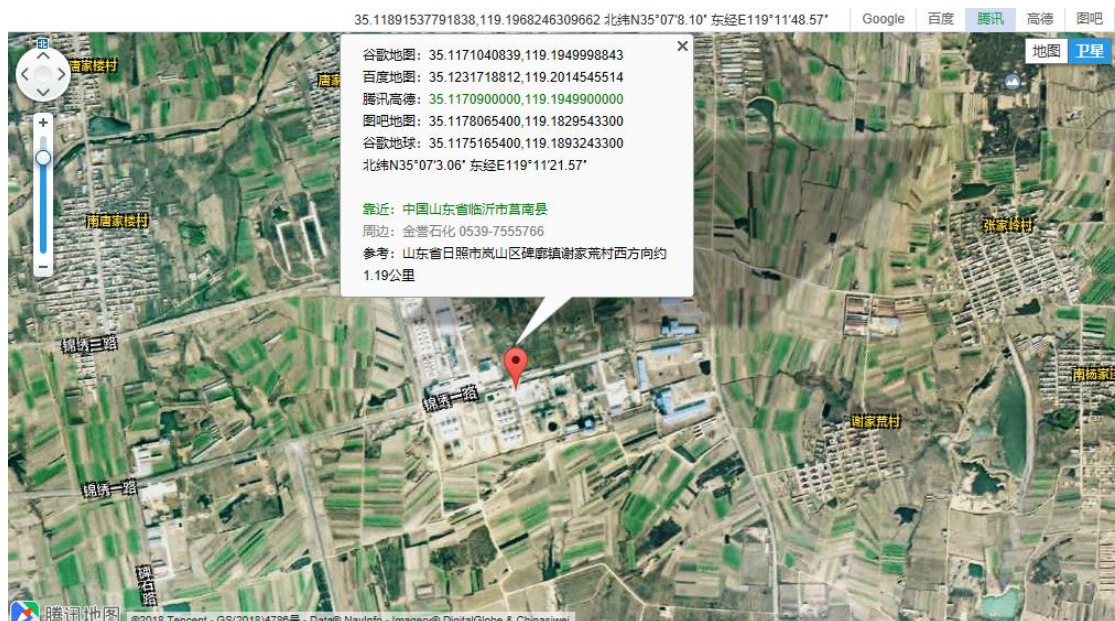 35.11891537791838,119.1968246309662 北纬N35°07'8.10" 东经E119°11'48.57"
Google 百度 腾讯 高德 图吧
地图 卫星
谷歌地图：35.1171040839,119.1949998843
百度地图：35.1231718812,119.2014545514
腾讯高德：35.1170900000,119.1949900000
图吧地图：35.1178065400,119.1829543300
谷歌地球：35.1175165400,119.1893243300
北纬N35°07'3.06" 东经E119°11'21.57"
靠近：中国山东省临沂市莒南县
周边：金誉石化 0539-7555766
参考：山东省日照市岚山区碑廓镇谢家荒村西方向约
1.19公里
唐家楼村
南唐家楼村
张家岭村
锦绣三路
锦绣一路
谢家荒村
锦绣一路
碑石路
腾讯地图
©2018 Tencent - GS(2018)4786号 - Data© NavInfo - Imagery© DigitalGlobe & Chinasiwei